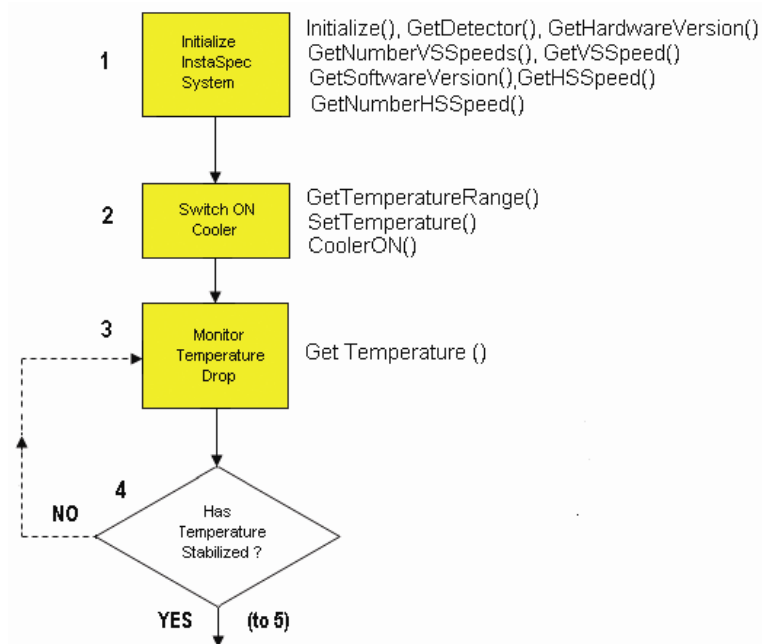 1
Initialize
InstaSpec
System
Initialize(), GetDetector(), GetHardwareVersion()
GetNumberVSSpeeds(), GetVSSpeed()
GetSoftwareVersion(),GetHSSpeed()
GetNumberHSSpeed()
2
Switch ON
Cooler
GetTemperatureRange()
SetTemperature()
CoolerON()
3
Monitor
Temperature
Drop
Get Temperature ()
4
Has
Temperature
Stabilized ?
NO
YES (to 5)